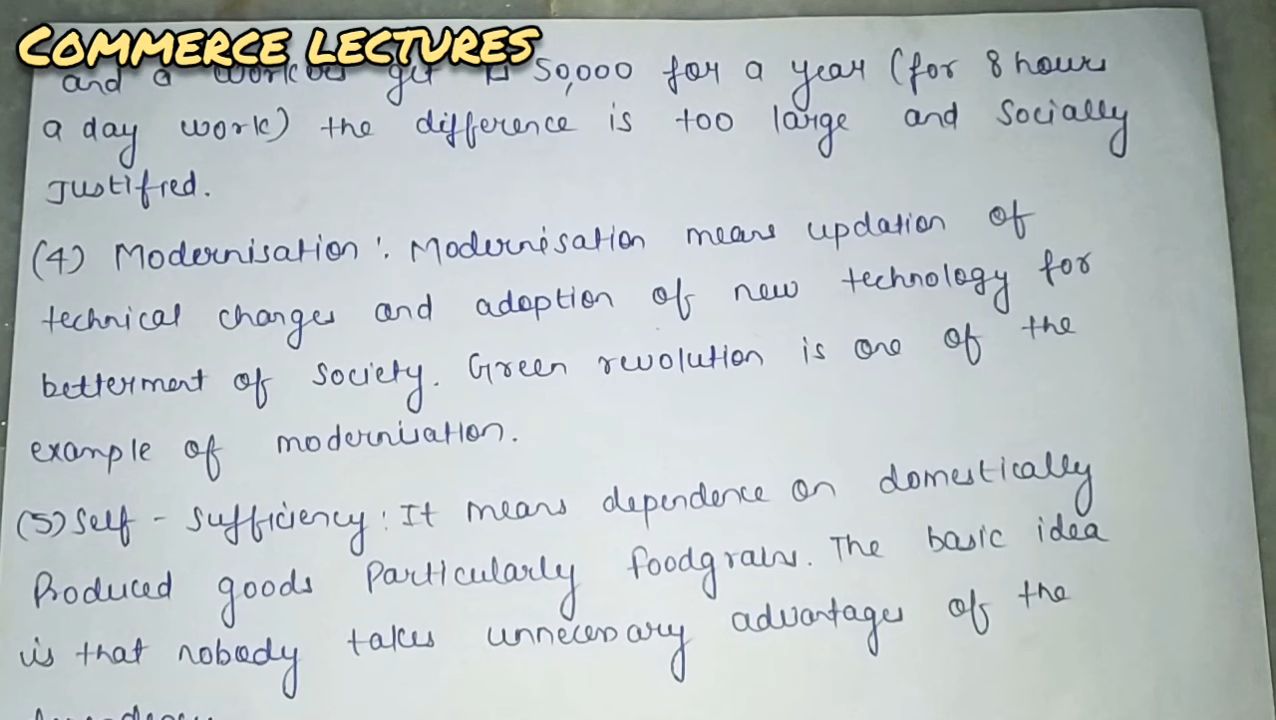 COMMERCE LECTURES
and a worker get 50,000 for a year (for 8 hours
a day work) the difference is too large and Socially
Justified.
(4) Modernisation: Modernisation means updation of
technical changes and adoption of new technology for
betterment of Society. Green revolution is one of the
example of modernisation.
(5) Self - Sufficiency: It means dependence on domestically
Produced goods Particularly foodgrains. The basic idea
is that nobody takes unnecessary advantages of the